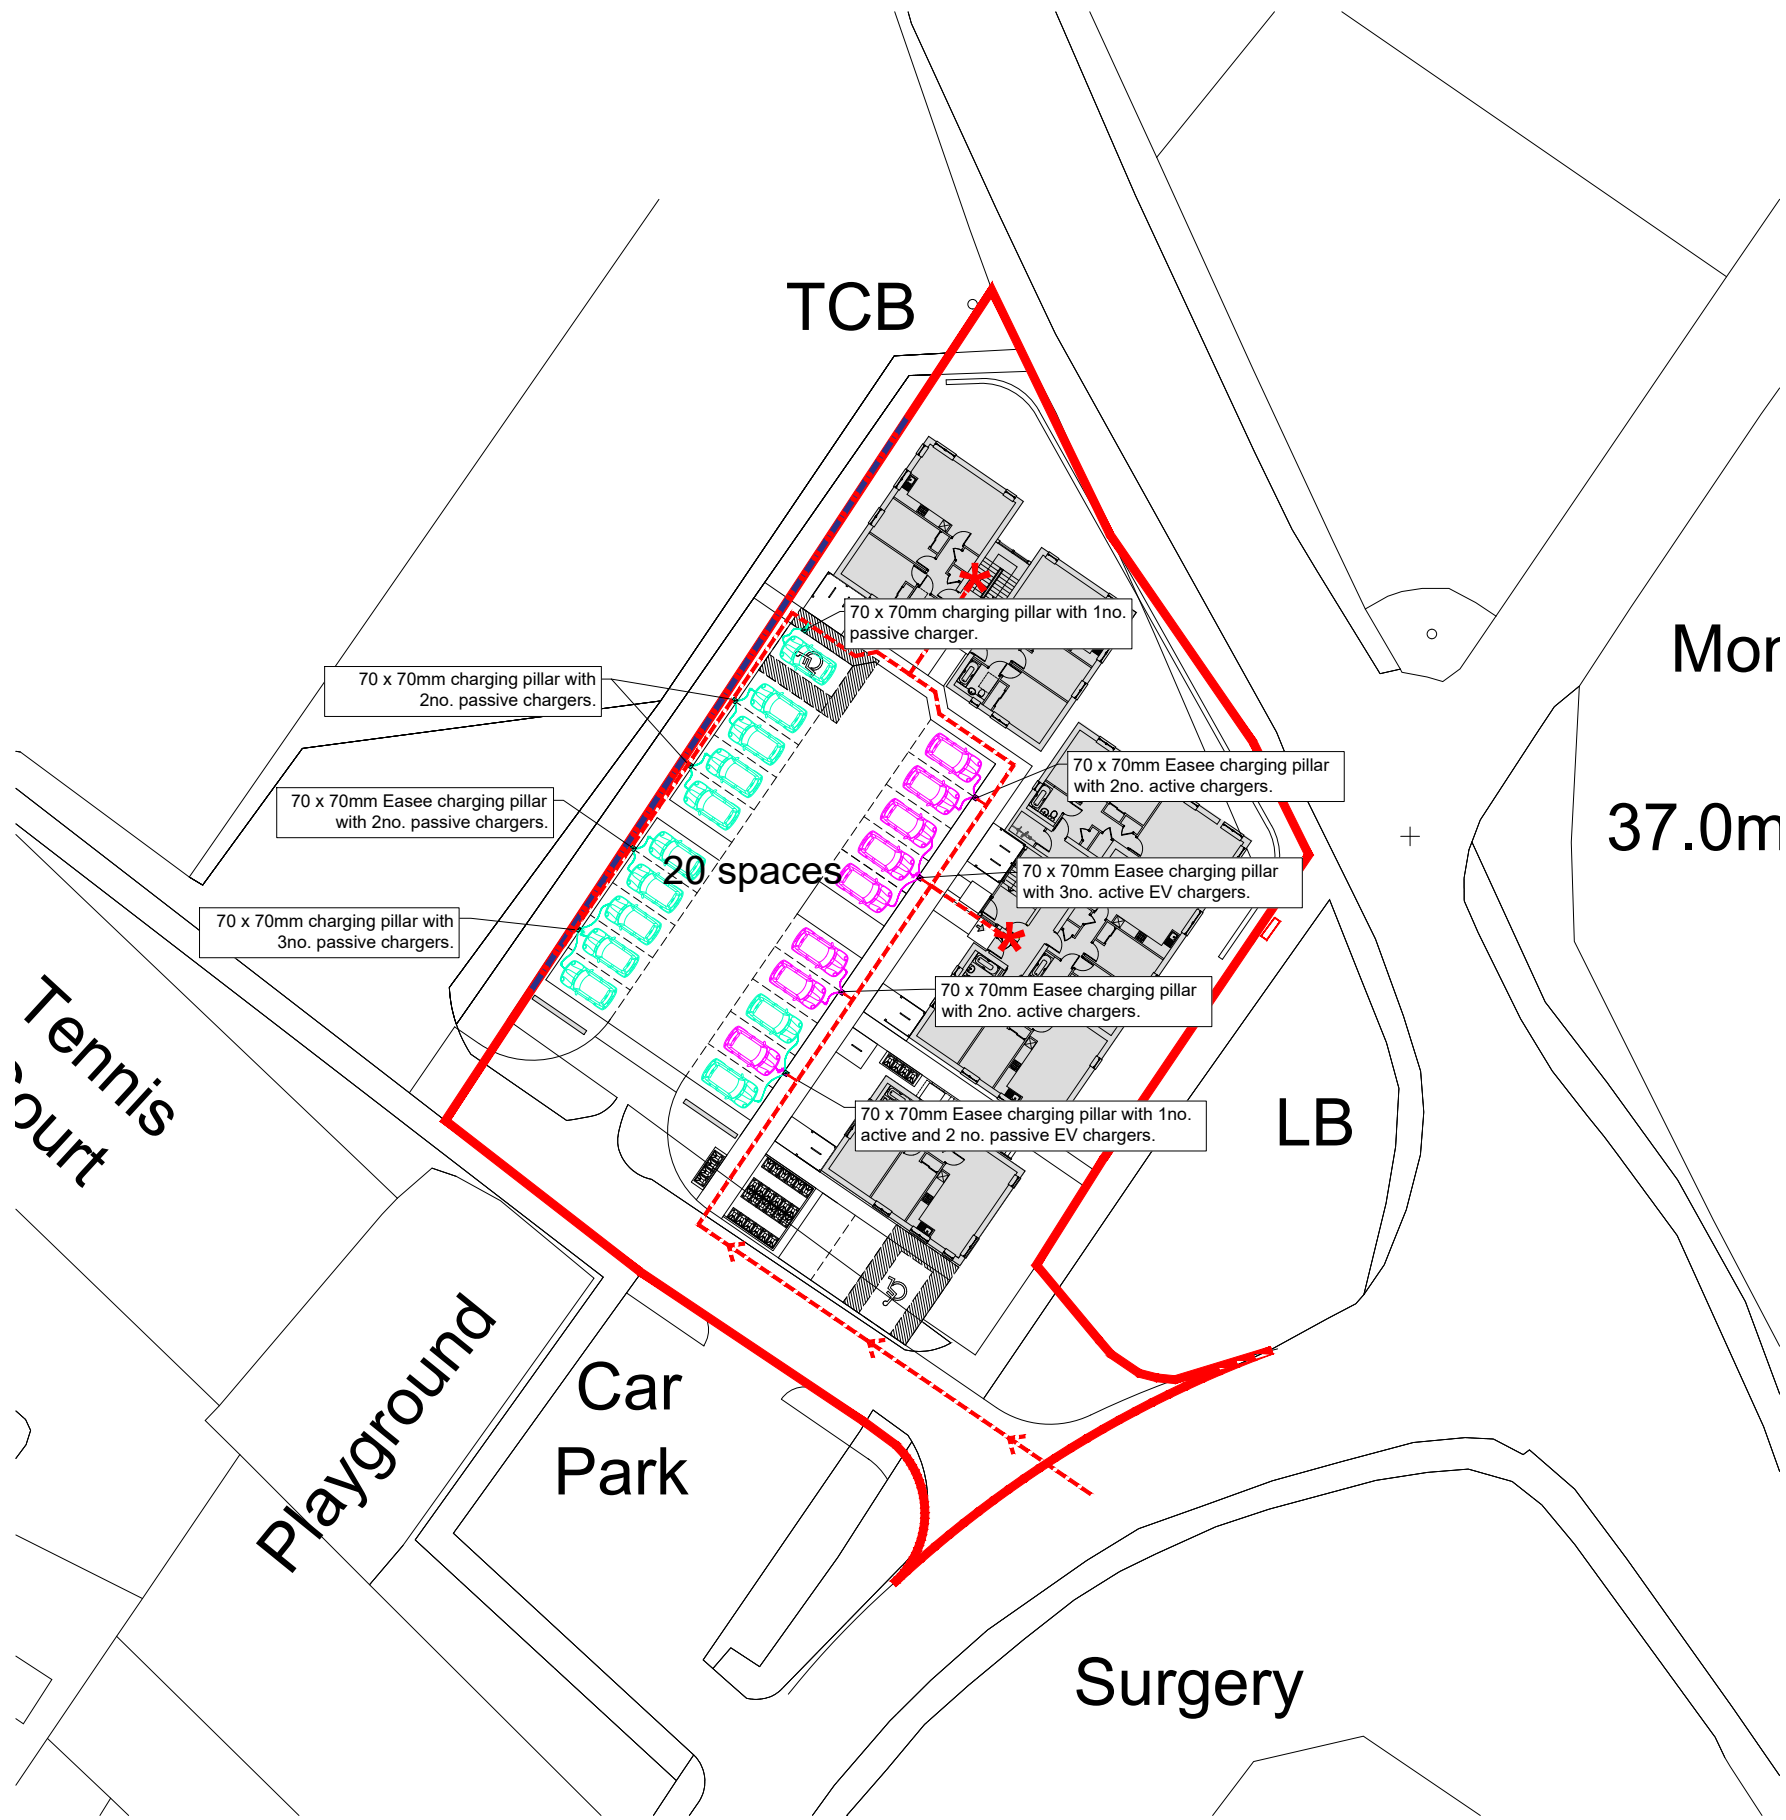 TCB
70 x 70mm charging pillar with 1no.
passive charger.
Mor
70 x 70mm charging pillar with
2no. passive chargers.
70 x 70mm Easee charging pillar
with 2no. active chargers.
70 x 70mm Easee charging pillar
with 2no. passive chargers.
37.0m
20 spaces
70 x 70mm Easee charging pillar
with 3no. active EV chargers.
70 x 70mm charging pillar with
3no. passive chargers.
70 x 70mm Easee charging pillar
with 2no. active chargers.
Tennis
ourt
70 x 70mm Easee charging pillar with 1no.
active and 2 no. passive EV chargers.
LB
Playground
Car
Park
Surgery